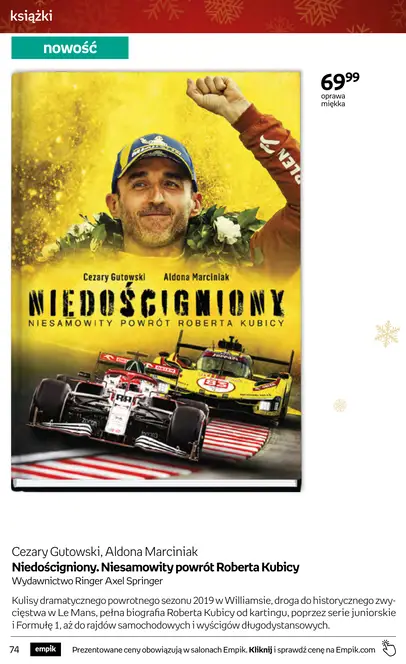 książki
nowość
69⁹⁹
oprawa
miękka
ORLEN
Cezary Gutowski Aldona Marciniak
NIEDOŚCIGNIONY
NIESAMOWITY POWRÓT ROBERTA KUBICY
83
Cezary Gutowski, Aldona Marciniak
Niedościgniony. Niesamowity powrót Roberta Kubicy
Wydawnictwo Ringer Axel Springer
Kulisy dramatycznego powrotnego sezonu 2019 w Williamsie, droga do historycznego zwy-
cięstwa w Le Mans, pełna biografia Roberta Kubicy od kartingu, poprzez serie juniorskie
i Formułę 1, aż do rajdów samochodowych i wyścigów długodystansowych.
74 empik Prezentowane ceny obowiązują w salonach Empik. Kliknij i sprawdź cenę na Empik.com